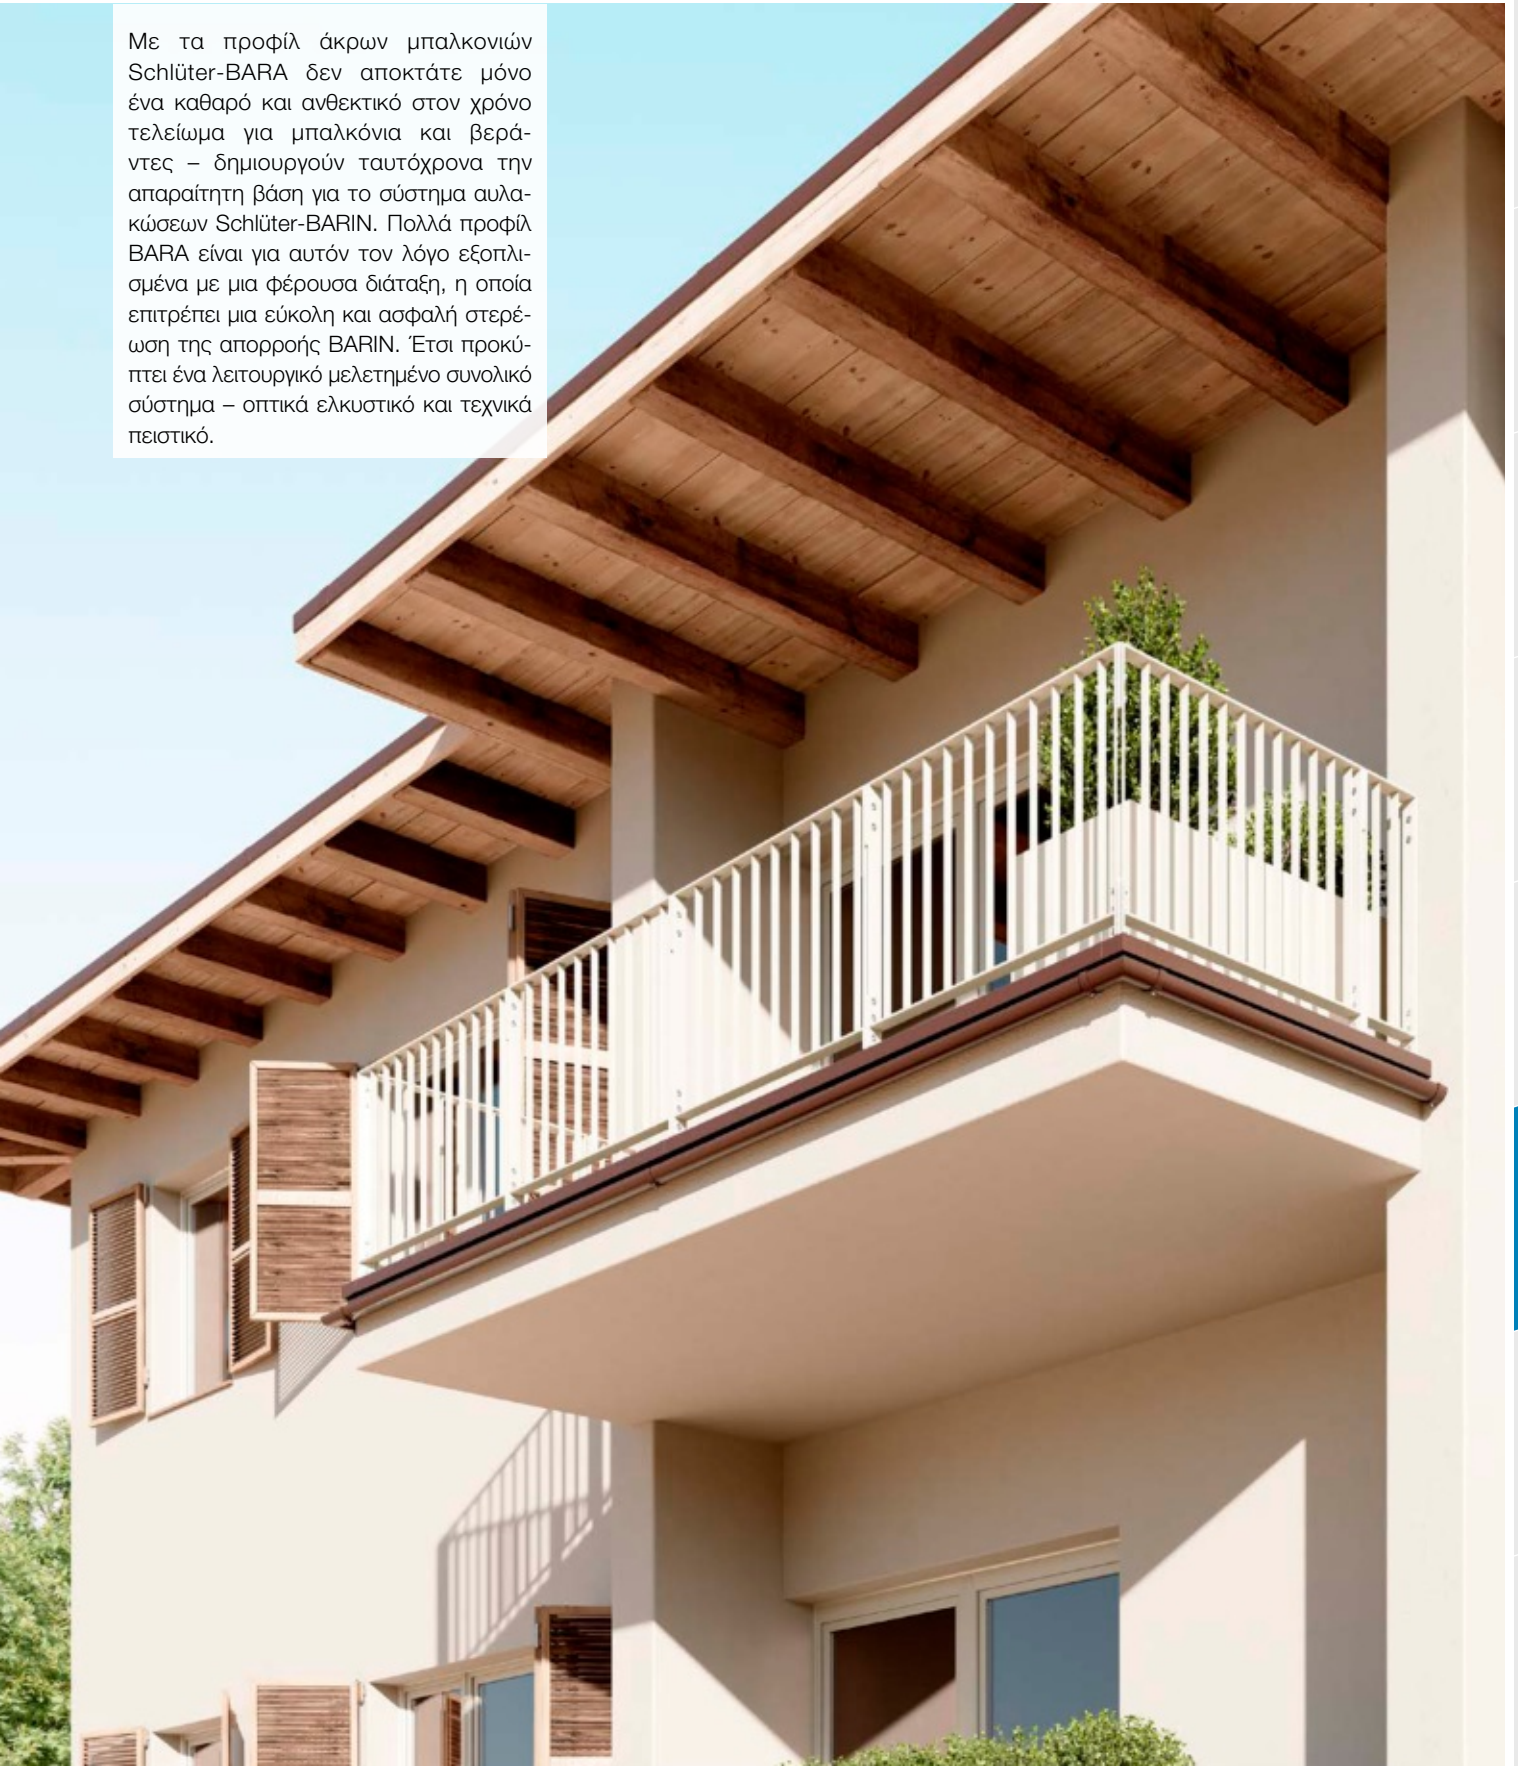 Με τα προφίλ άκρων μπαλκονιών
Schlüter-BARA δεν αποκτάτε μόνο
ένα καθαρό και ανθεκτικό στον χρόνο
τελείωμα για μπαλκόνια και βερά-
ντες – δημιουργούν ταυτόχρονα την
απαραίτητη βάση για το σύστημα αυλα-
κώσεων Schlüter-BARIN. Πολλά προφίλ
BARA είναι για αυτόν τον λόγο εξοπλι-
σμένα με μια φέρουσα διάταξη, η οποία
επιτρέπει μια εύκολη και ασφαλή στερέ-
ωση της απορροής BARIN. Έτσι προκύ-
πτει ένα λειτουργικό μελετημένο συνολικό
σύστημα – οπτικά ελκυστικό και τεχνικά
πειστικό.